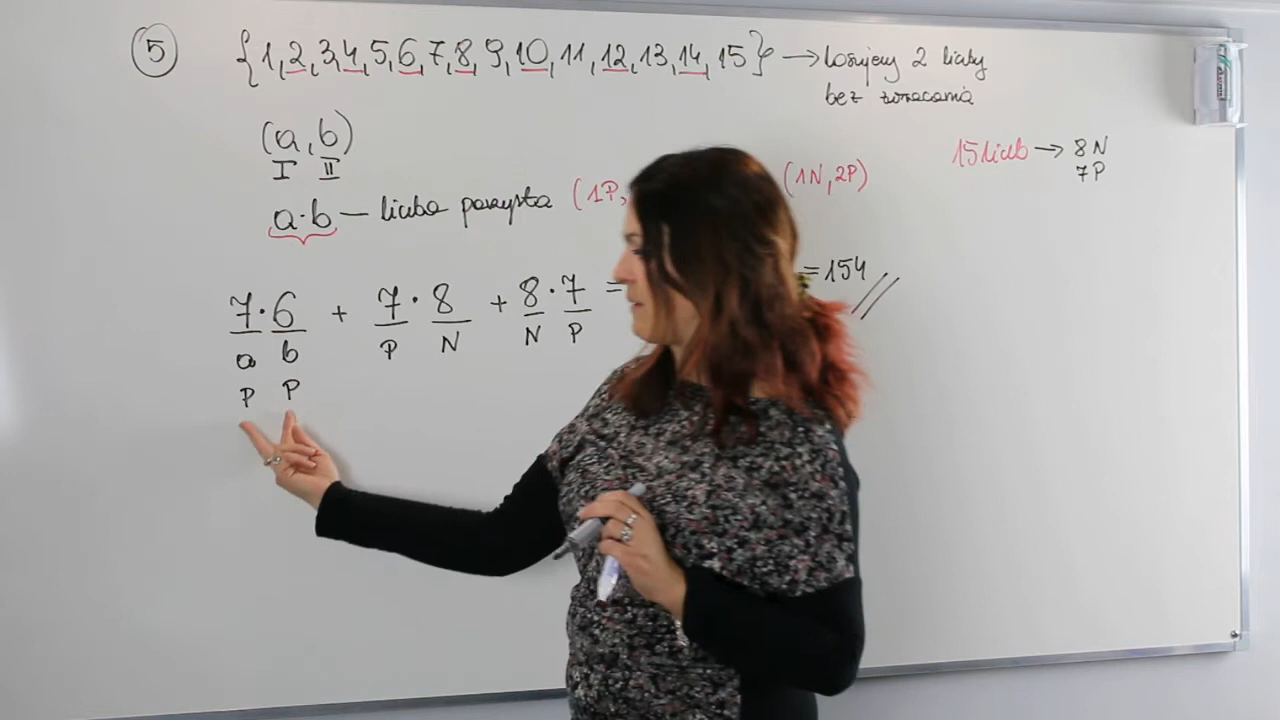 5 {1, 2, 3, 4, 5, 6, 7, 8, 9, 10, 11, 12, 13, 14, 15} → losujemy 2 liczby
bez zwracania
(a, b)
I II
15 liczb → 8 N
7 P
a·b — liczba parzysta (1P, (1N, 2P)
7·6 + 7·8 + 8·7 = = 154 //
a b P N N P
P P